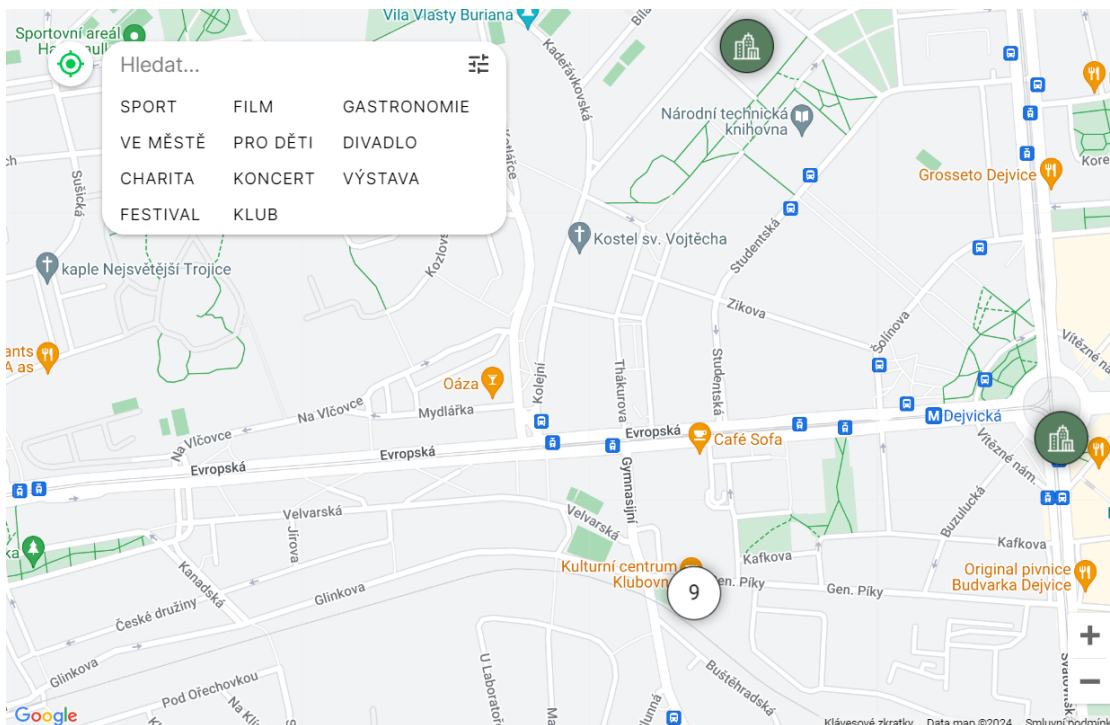 Vila Vlasty Buriana
Sportovní areál
Hledat...
SPORT FILM GASTRONOMIE
VE MĚSTĚ PRO DĚTI DIVADLO
CHARITA KONCERT VÝSTAVA
FESTIVAL KLUB
Kadeřávkovská
Národní technická
knihovna
Grosseto Dejvice
Sušická
Kostel sv. Vojtěcha
Studentská
kaple Nejsvětější Trojice
Zikova
Šolínova
Oáza
Kolejní
Thákurova
Studentská
Na Vlčovce
Mydlářka
M Dejvická
Na Vlčovce
Evropská
Café Sofa
Evropská
Evropská
Vítězné nám.
Gymnasijní
Velvarská
Velvarská
Jírova
Buzulucká
Kafkova
Kafkova
Kulturní centrum
9
Gen. Píky
Gen. Píky
Original pivnice
Budvarka Dejvice
Kanadská
Glinkova
České družiny
Glinkova
Pod Ořechovkou
Buštěhradská
+
−
Google
Klávesové zkratky Data map ©2024 Smluvní